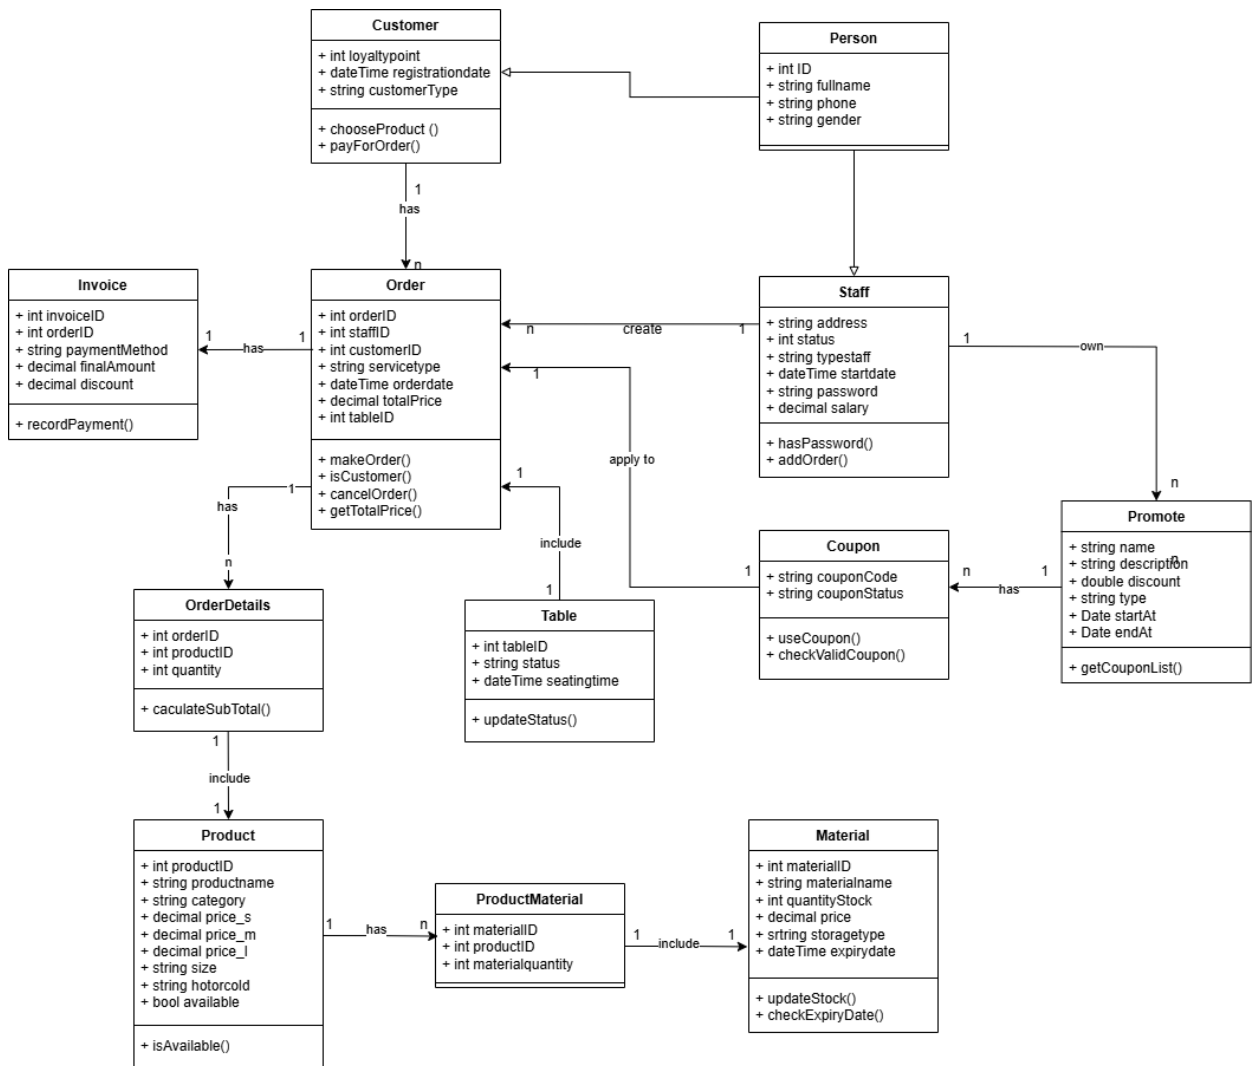 Customer
+ int loyaltypoint
+ dateTime registrationdate
+ string customerType
+ chooseProduct ()
+ payForOrder()
Person
+ int ID
+ string fullname
+ string phone
+ string gender
1
has
n
Invoice
+ int invoiceID
+ int orderID
+ string paymentMethod
+ decimal finalAmount
+ decimal discount
+ recordPayment()
1
has
1
Order
+ int orderID
+ int staffID
+ int customerID
+ string servicetype
+ dateTime orderdate
+ decimal totalPrice
+ int tableID
+ makeOrder()
+ isCustomer()
+ cancelOrder()
+ getTotalPrice()
n
create
1
Staff
+ string address
+ int status
+ string typestaff
+ dateTime startdate
+ string password
+ decimal salary
+ hasPassword()
+ addOrder()
1
own
n
1
apply to
1
1
has
n
1
include
1
Coupon
+ string couponCode
+ string couponStatus
+ useCoupon()
+ checkValidCoupon()
n
has
1
Promote
+ string name
n
+ string description
+ double discount
+ string type
+ Date startAt
+ Date endAt
+ getCouponList()
OrderDetails
+ int orderID
+ int productID
+ int quantity
+ caculateSubTotal()
Table
+ int tableID
+ string status
+ dateTime seatingtime
+ updateStatus()
1
include
1
Product
+ int productID
+ string productname
+ string category
+ decimal price_s
+ decimal price_m
+ decimal price_l
+ string size
+ string hotorcold
+ bool available
+ isAvailable()
1
has
n
ProductMaterial
+ int materialID
+ int productID
+ int materialquantity
1
include
1
Material
+ int materialID
+ string materialname
+ int quantityStock
+ decimal price
+ srtring storagetype
+ dateTime expirydate
+ updateStock()
+ checkExpiryDate()